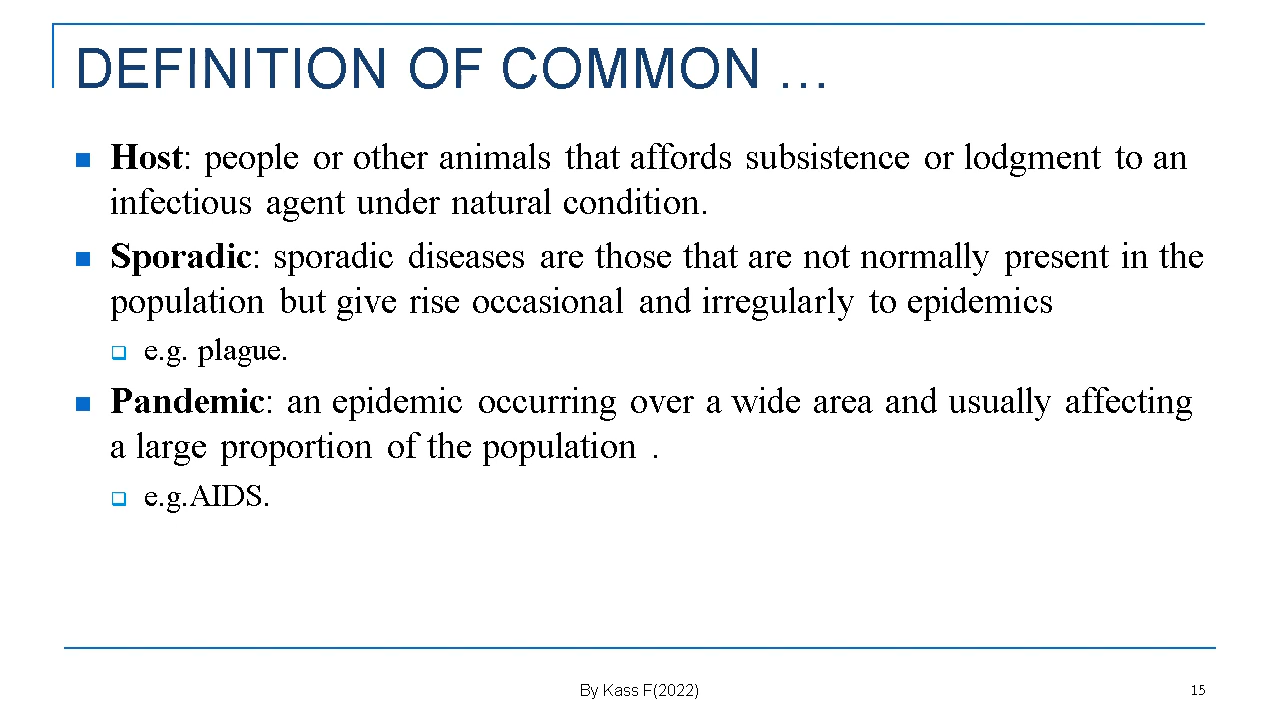 DEFINITION OF COMMON …
Host: people or other animals that affords subsistence or lodgment to an
infectious agent under natural condition.
Sporadic: sporadic diseases are those that are not normally present in the
population but give rise occasional and irregularly to epidemics
e.g. plague.
Pandemic: an epidemic occurring over a wide area and usually affecting
a large proportion of the population .
e.g.AIDS.
By Kass F(2022)
15